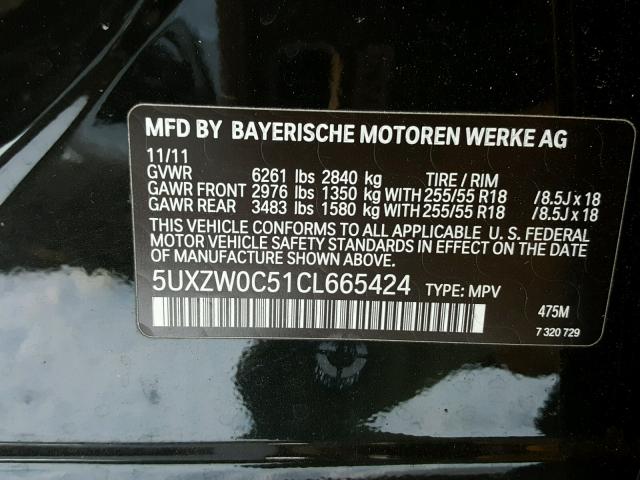 MFD BY BAYERISCHE MOTOREN WERKE AG
11/11
GVWR 6261 lbs 2840 kg TIRE / RIM
GAWR FRONT 2976 lbs 1350 kg WITH 255/55 R18 /8.5J x 18
GAWR REAR 3483 lbs 1580 kg WITH 255/55 R18 /8.5J x 18
THIS VEHICLE CONFORMS TO ALL APPLICABLE U. S. FEDERAL
MOTOR VEHICLE SAFETY STANDARDS IN EFFECT ON THE DATE
OF MANUFACTURE SHOWN ABOVE.
5UXZW0C51CL665424 TYPE: MPV
475M
7 320 729